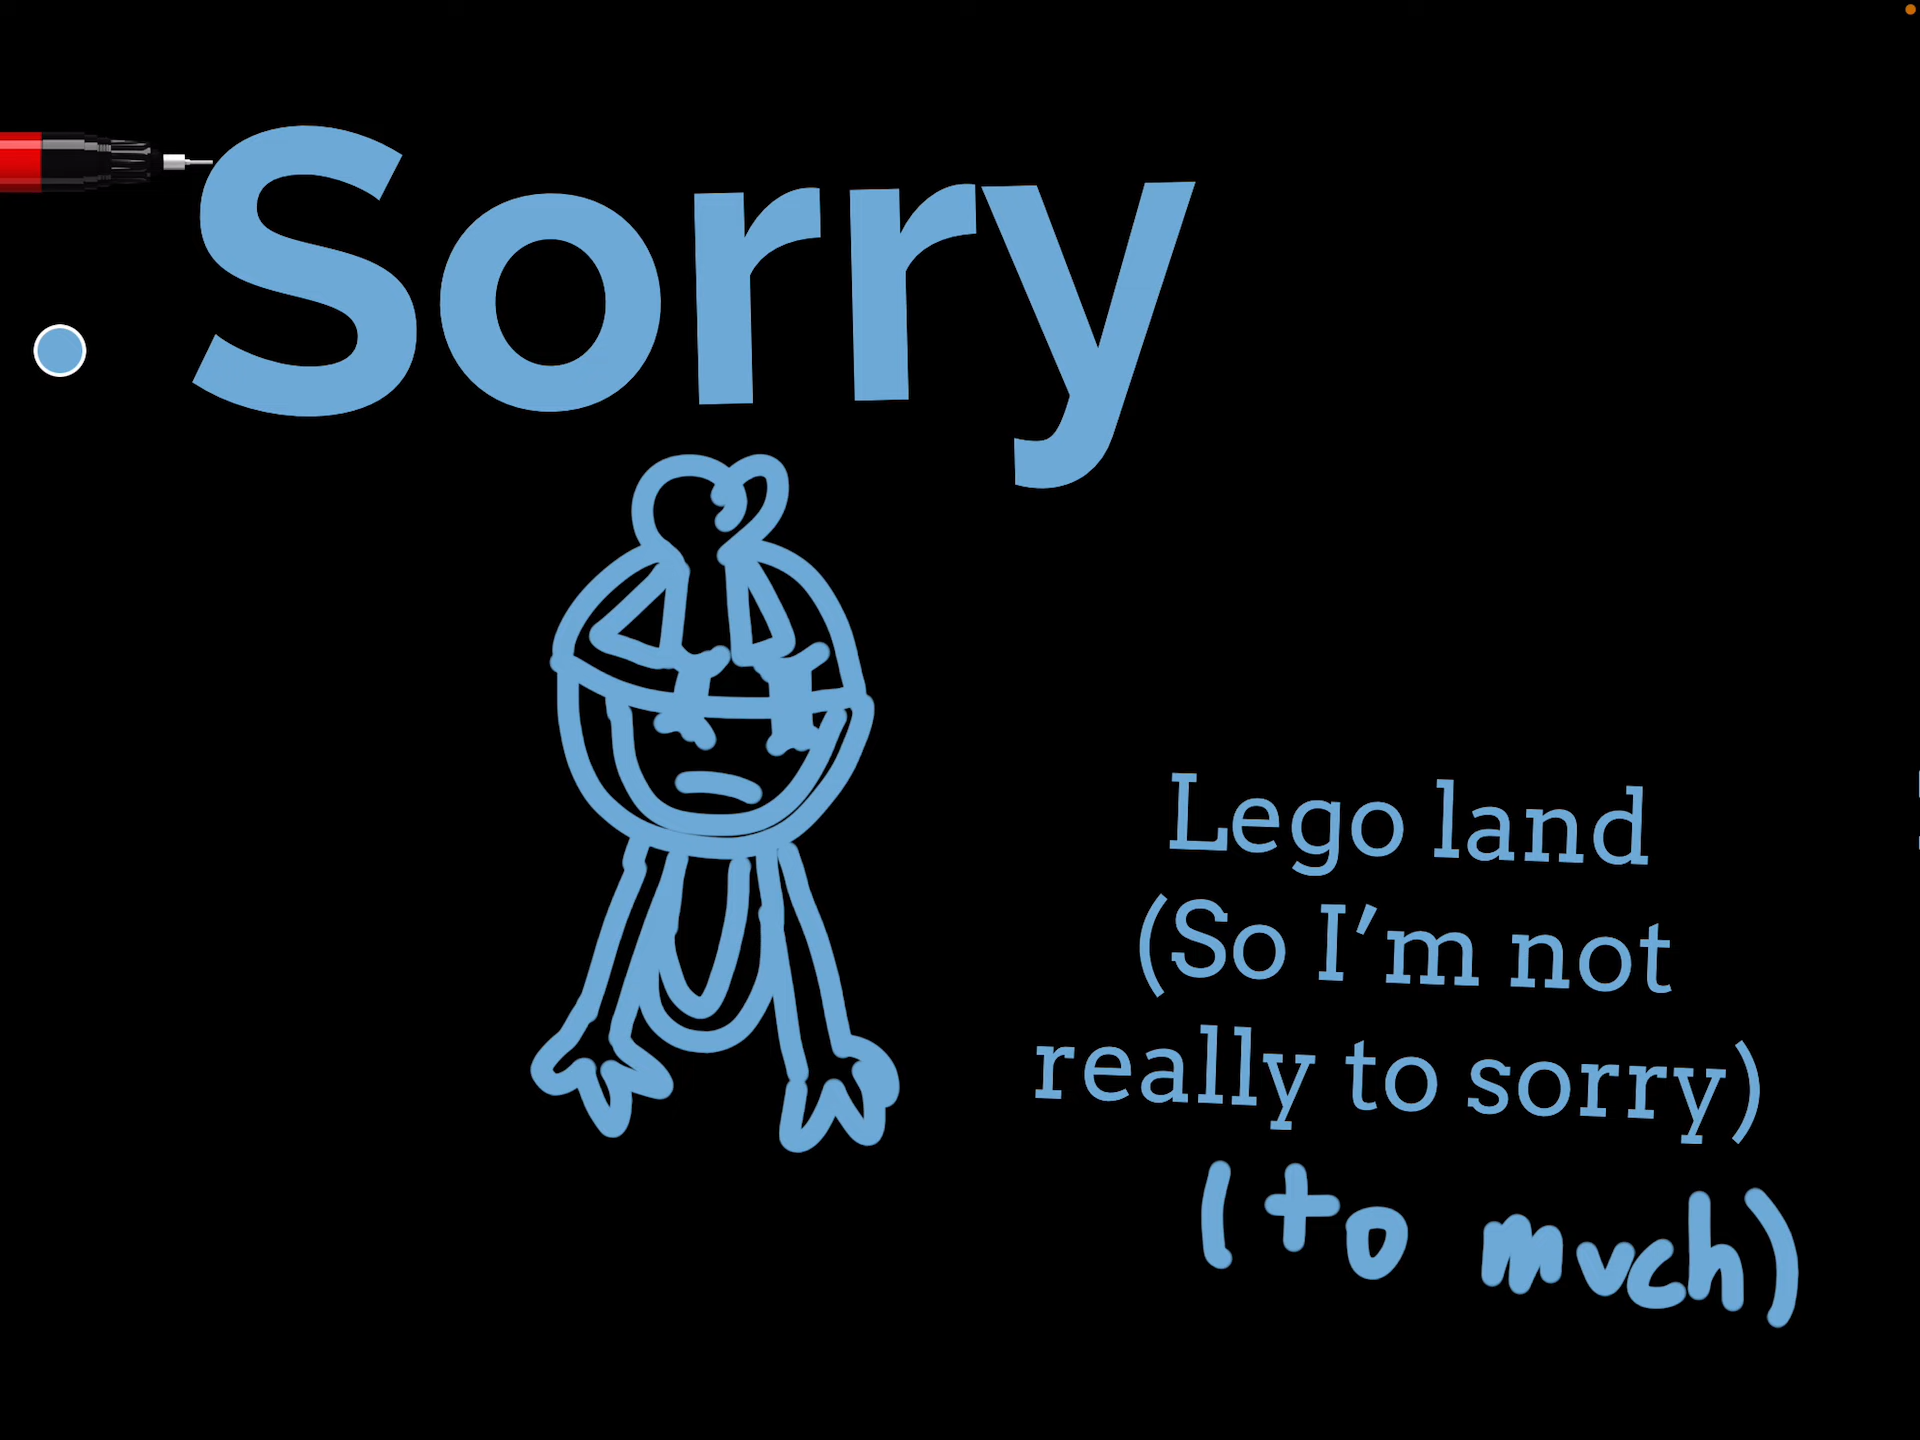 Sorry
Lego land
(So I'm not
really to sorry)
(to much)